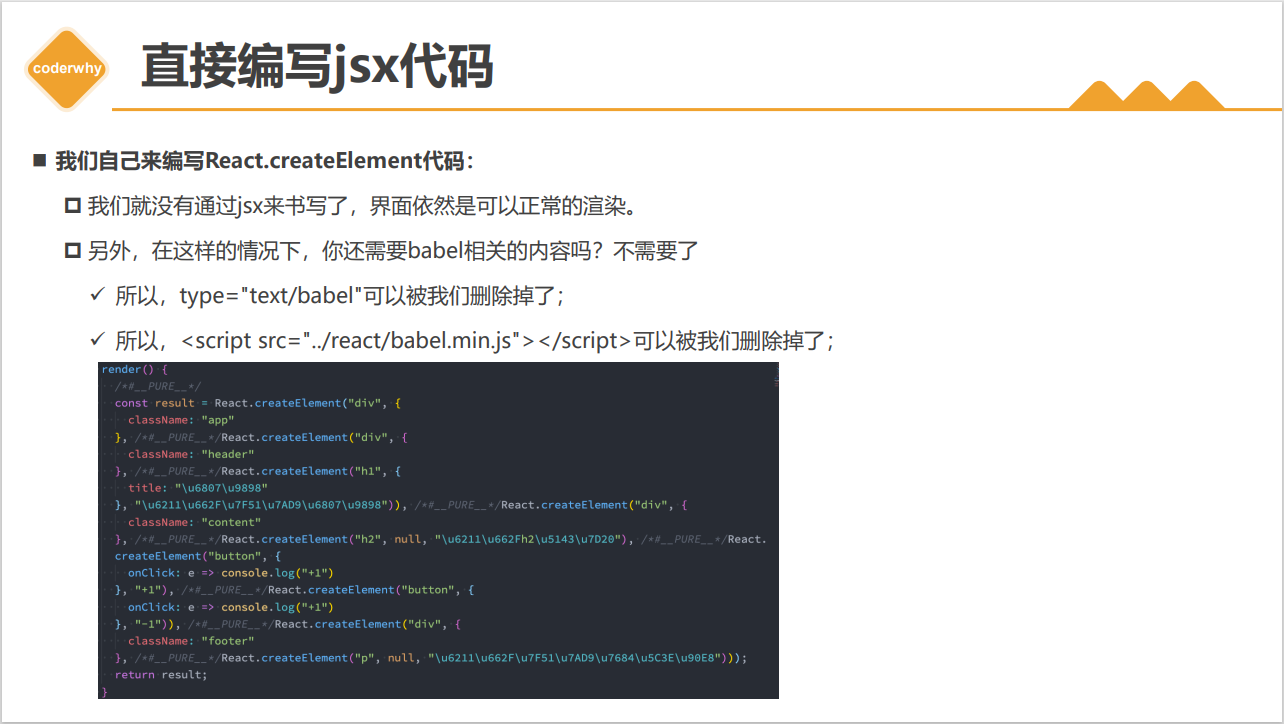 coderwhy
直接编写jsx代码
我们自己来编写React.createElement代码：
我们就没有通过jsx来书写了，界面依然是可以正常的渲染。
另外，在这样的情况下，你还需要babel相关的内容吗？不需要了
所以，type="text/babel"可以被我们删除掉了；
所以，<script src="../react/babel.min.js"></script>可以被我们删除掉了；
render() {
/*#__PURE__*/
const result = React.createElement("div", {
className: "app"
}, /*#__PURE__*/React.createElement("div", {
className: "header"
}, /*#__PURE__*/React.createElement("h1", {
title: "\u6807\u9898"
}, "\u6211\u662F\u7F51\u7AD9\u6807\u9898")), /*#__PURE__*/React.createElement("div", {
className: "content"
}, /*#__PURE__*/React.createElement("h2", null, "\u6211\u662Fh2\u5143\u7D20"), /*#__PURE__*/React.
createElement("button", {
onClick: e => console.log("+1")
}, "+1"), /*#__PURE__*/React.createElement("button", {
onClick: e => console.log("+1")
}, "-1")), /*#__PURE__*/React.createElement("div", {
className: "footer"
}, /*#__PURE__*/React.createElement("p", null, "\u6211\u662F\u7F51\u7AD9\u7684\u5C3E\u90E8")));
return result;
}